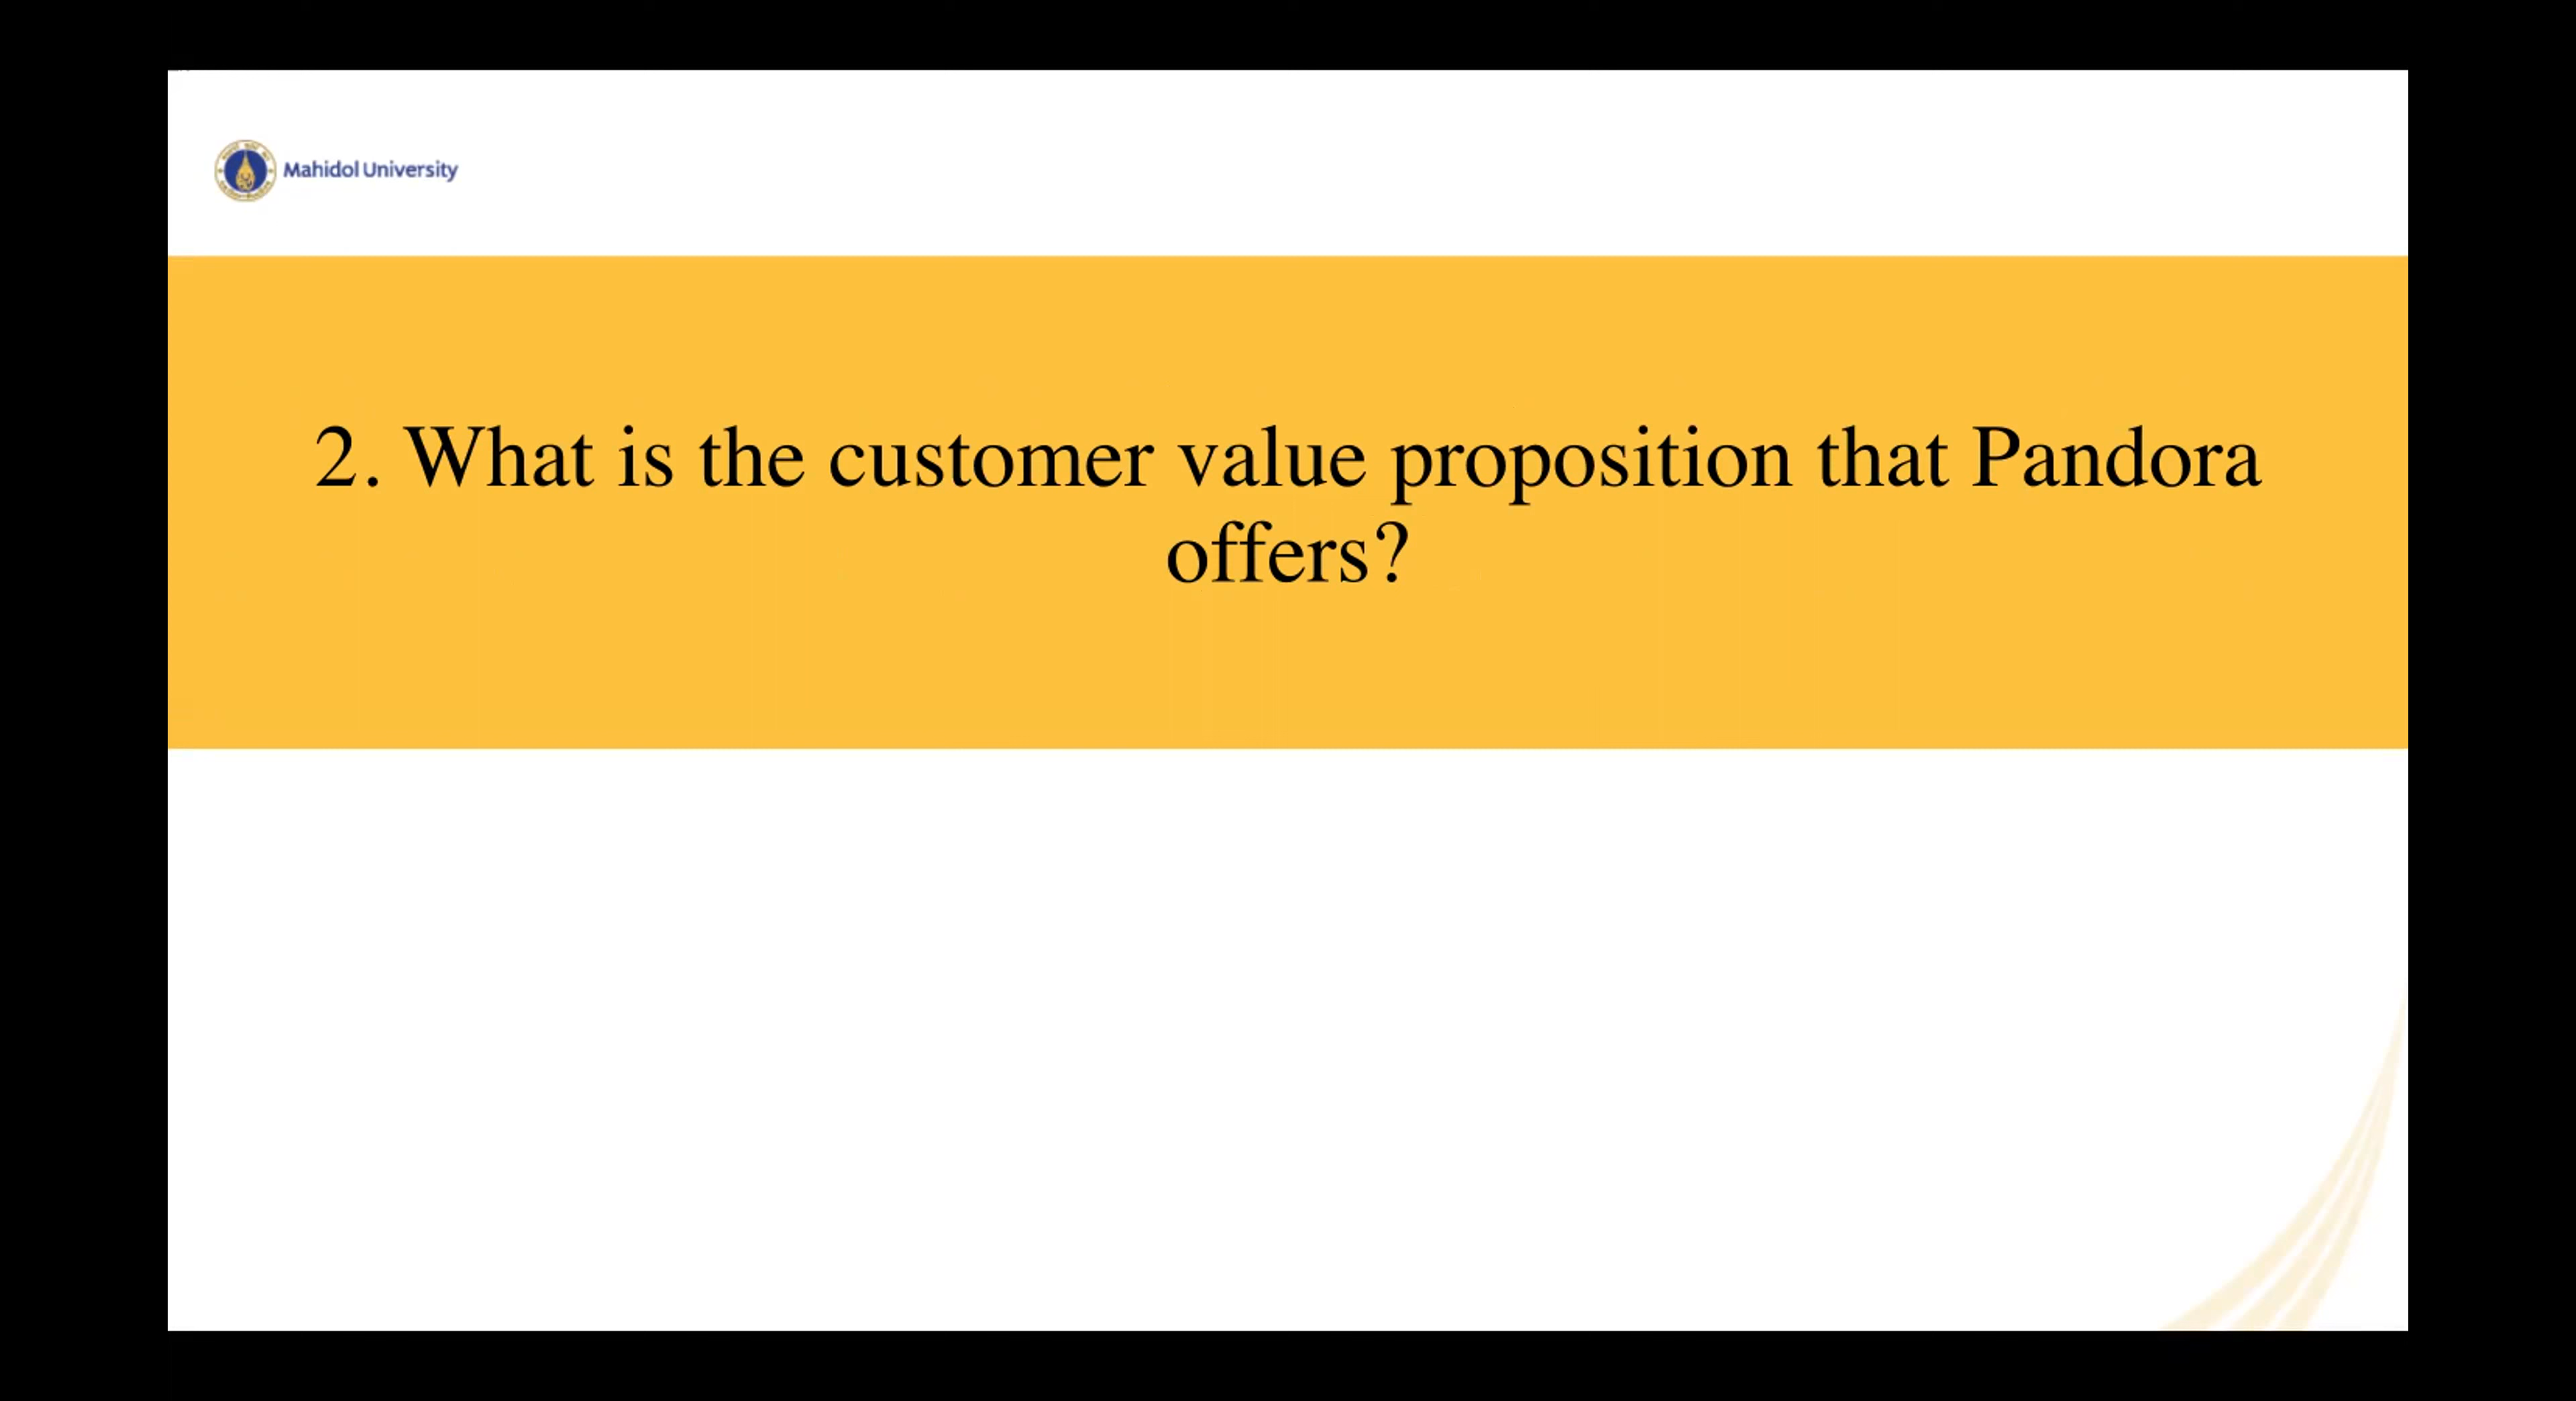 Mahidol University
2. What is the customer value proposition that Pandora
offers?